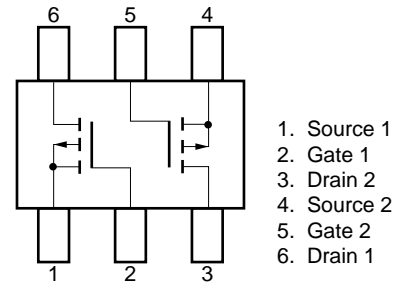 6 5 4
1. Source 1
2. Gate 1
3. Drain 2
4. Source 2
5. Gate 2
6. Drain 1
1 2 3